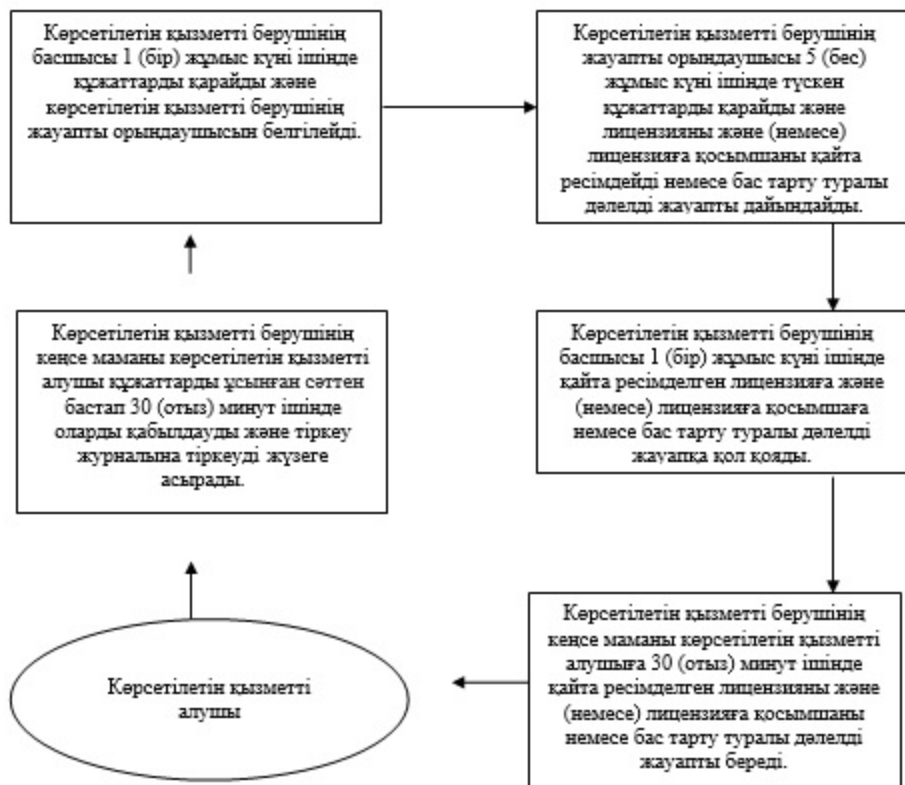 Көрсетілетін қызметті берушінің
басшысы 1 (бір) жұмыс күні ішінде
құжаттарды қарайды және
көрсетілетін қызметті берушінің
жауапты орындаушысын белгілейді.
Көрсетілетін қызметті берушінің
жауапты орындаушысы 5 (бес)
жұмыс күні ішінде түскен
құжаттарды қарайды және
лицензияны және (немесе)
лицензияға қосымшаны қайта
ресімдейді немесе бас тарту туралы
дәлелді жауапты дайындайды.
Көрсетілетін қызметті берушінің
кеңсе маманы көрсетілетін қызметті
алушы құжаттарды ұсынған сәттен
бастап 30 (отыз) минут ішінде
оларды қабылдауды және тіркеу
журналына тіркеуді жүзеге
асырады.
Көрсетілетін қызметті берушінің
басшысы 1 (бір) жұмыс күні ішінде
қайта ресімделген лицензияға және
(немесе) лицензияға қосымшаға
немесе бас тарту туралы дәлелді
жауапқа қол қояды.
Көрсетілетін қызметті
алушы
Көрсетілетін қызметті берушінің
кеңсе маманы көрсетілетін қызметті
алушыға 30 (отыз) минут ішінде
қайта ресімделген лицензияны және
(немесе) лицензияға қосымшаны
немесе бас тарту туралы дәлелді
жауапты береді.